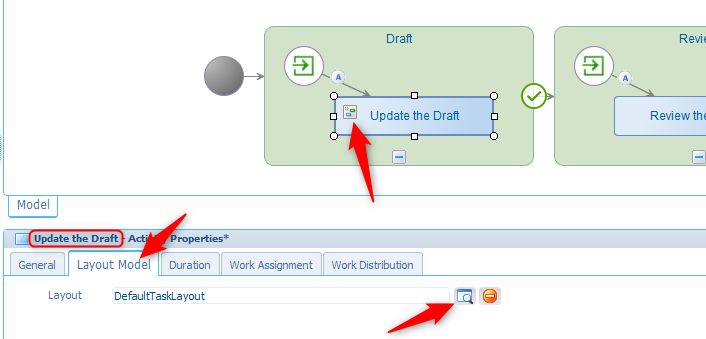 Draft
Revie
A
A
Update the Draft
Review the
Model
Update the Draft - Activity Properties*
General
Layout Model
Duration
Work Assignment
Work Distribution
Layout
DefaultTaskLayout